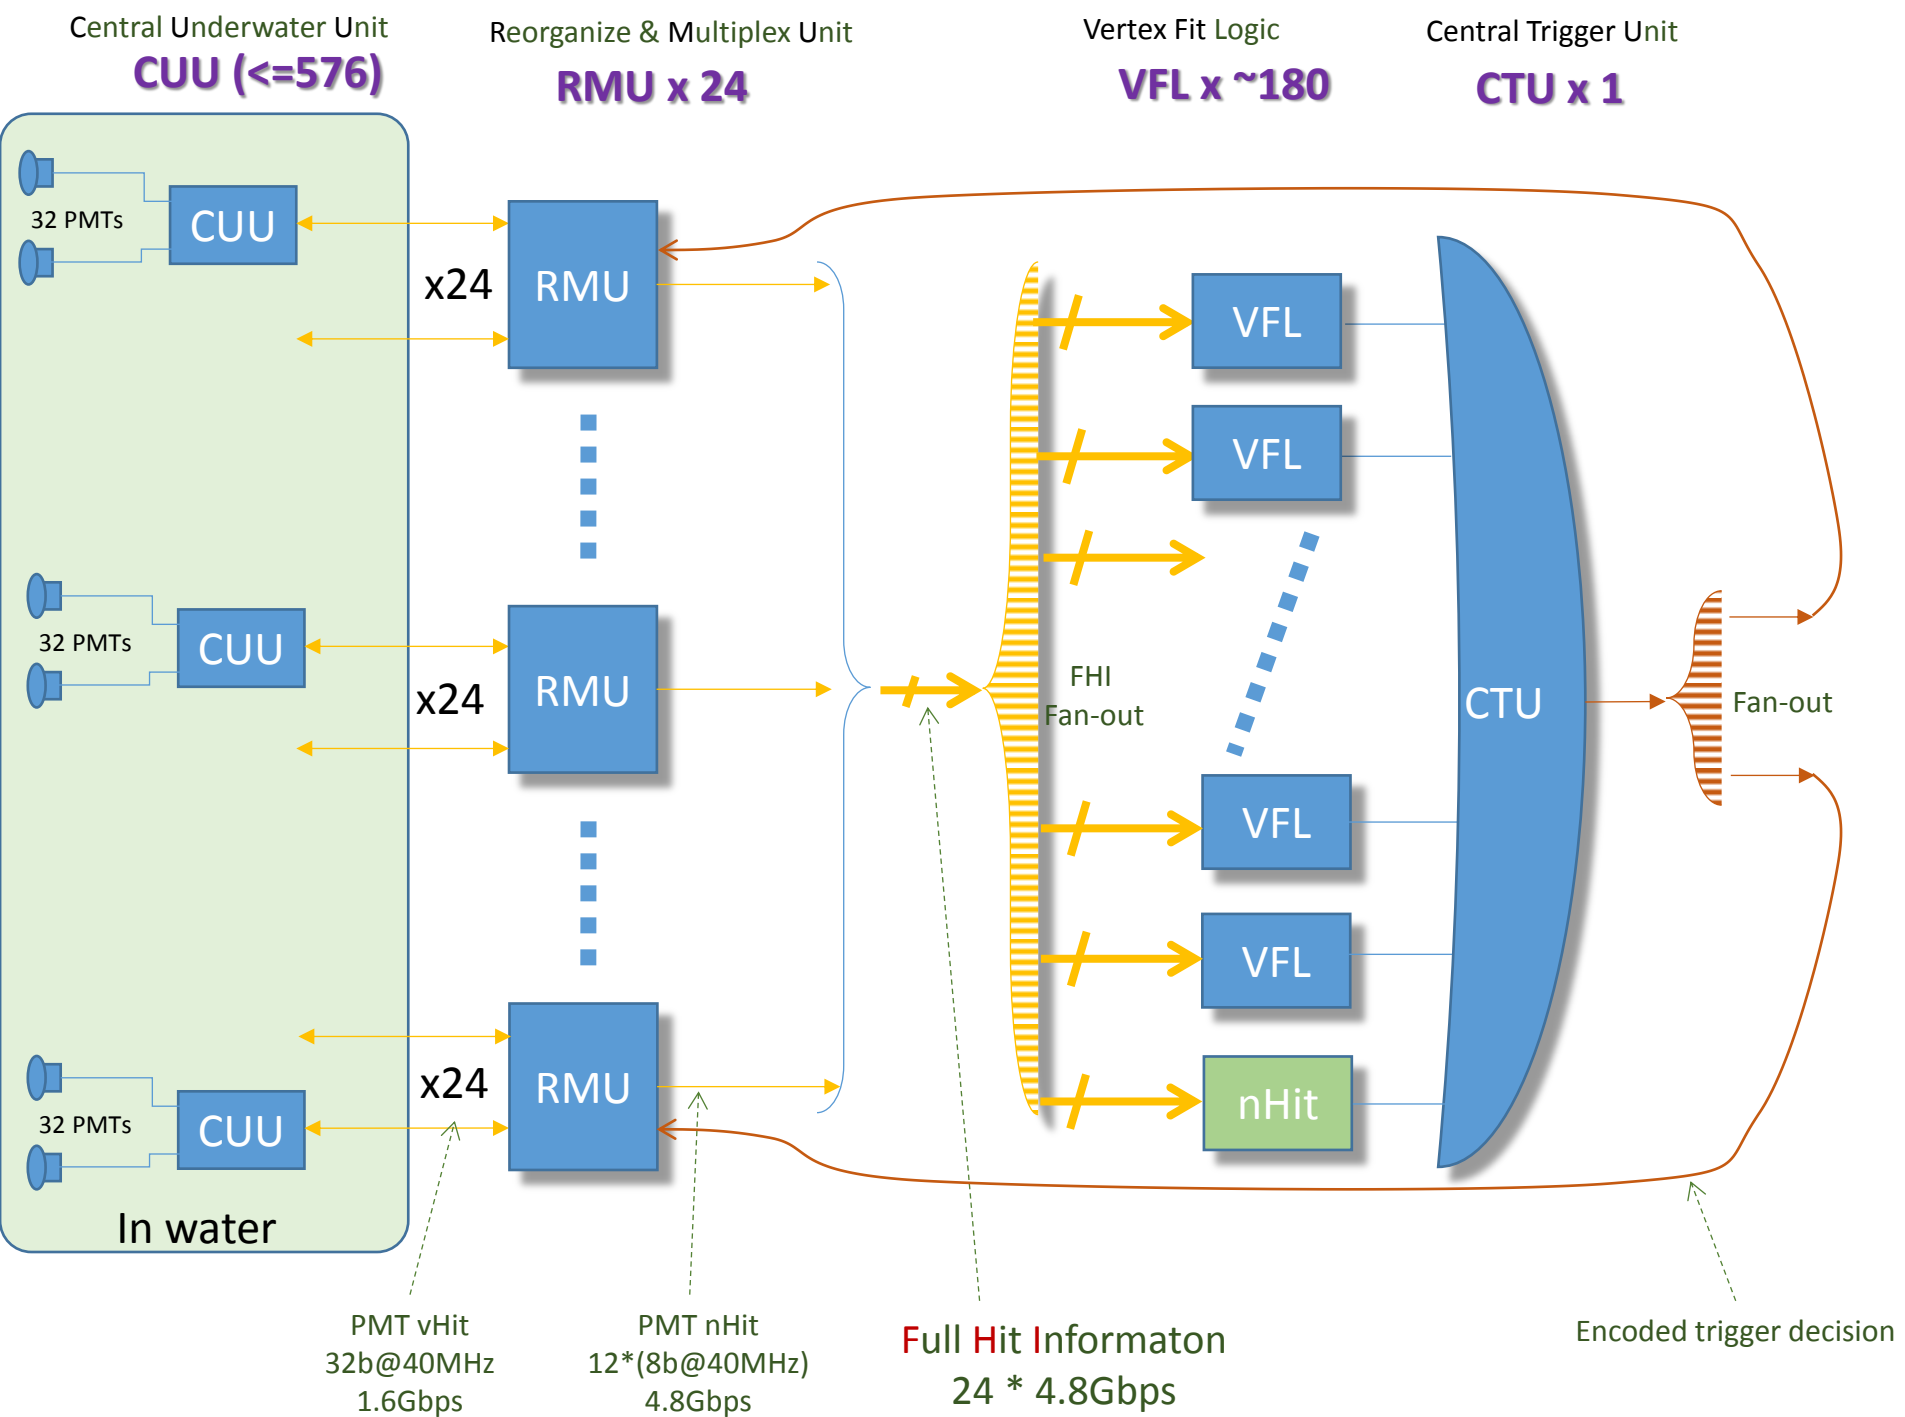 Central Underwater Unit
CUU (<=576)
Reorganize & Multiplex Unit
RMU x 24
Vertex Fit Logic
VFL x ~180
Central Trigger Unit
CTU x 1
32 PMTs
CUU
x24
RMU
VFL
VFL
32 PMTs
CUU
x24
RMU
FHI
Fan-out
CTU
Fan-out
VFL
VFL
32 PMTs
CUU
x24
RMU
nHit
In water
PMT vHit
32b@40MHz
1.6Gbps
PMT nHit
12*(8b@40MHz)
4.8Gbps
Full Hit Informaton
24 * 4.8Gbps
Encoded trigger decision